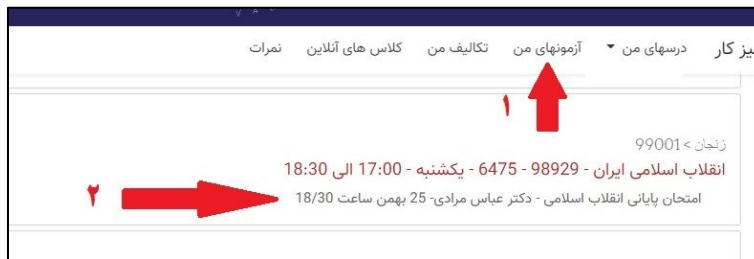 میز کار درسهای من آزمونهای من تکالیف من کلاس های آنلاین نمرات
۱
زنجان > 99001
انقلاب اسلامی ایران - 98929 - 6475 - یکشنبه - 17:00 الی 18:30
۲
امتحان پایانی انقلاب اسلامی - دکتر عباس مرادی- 25 بهمن ساعت 18/30